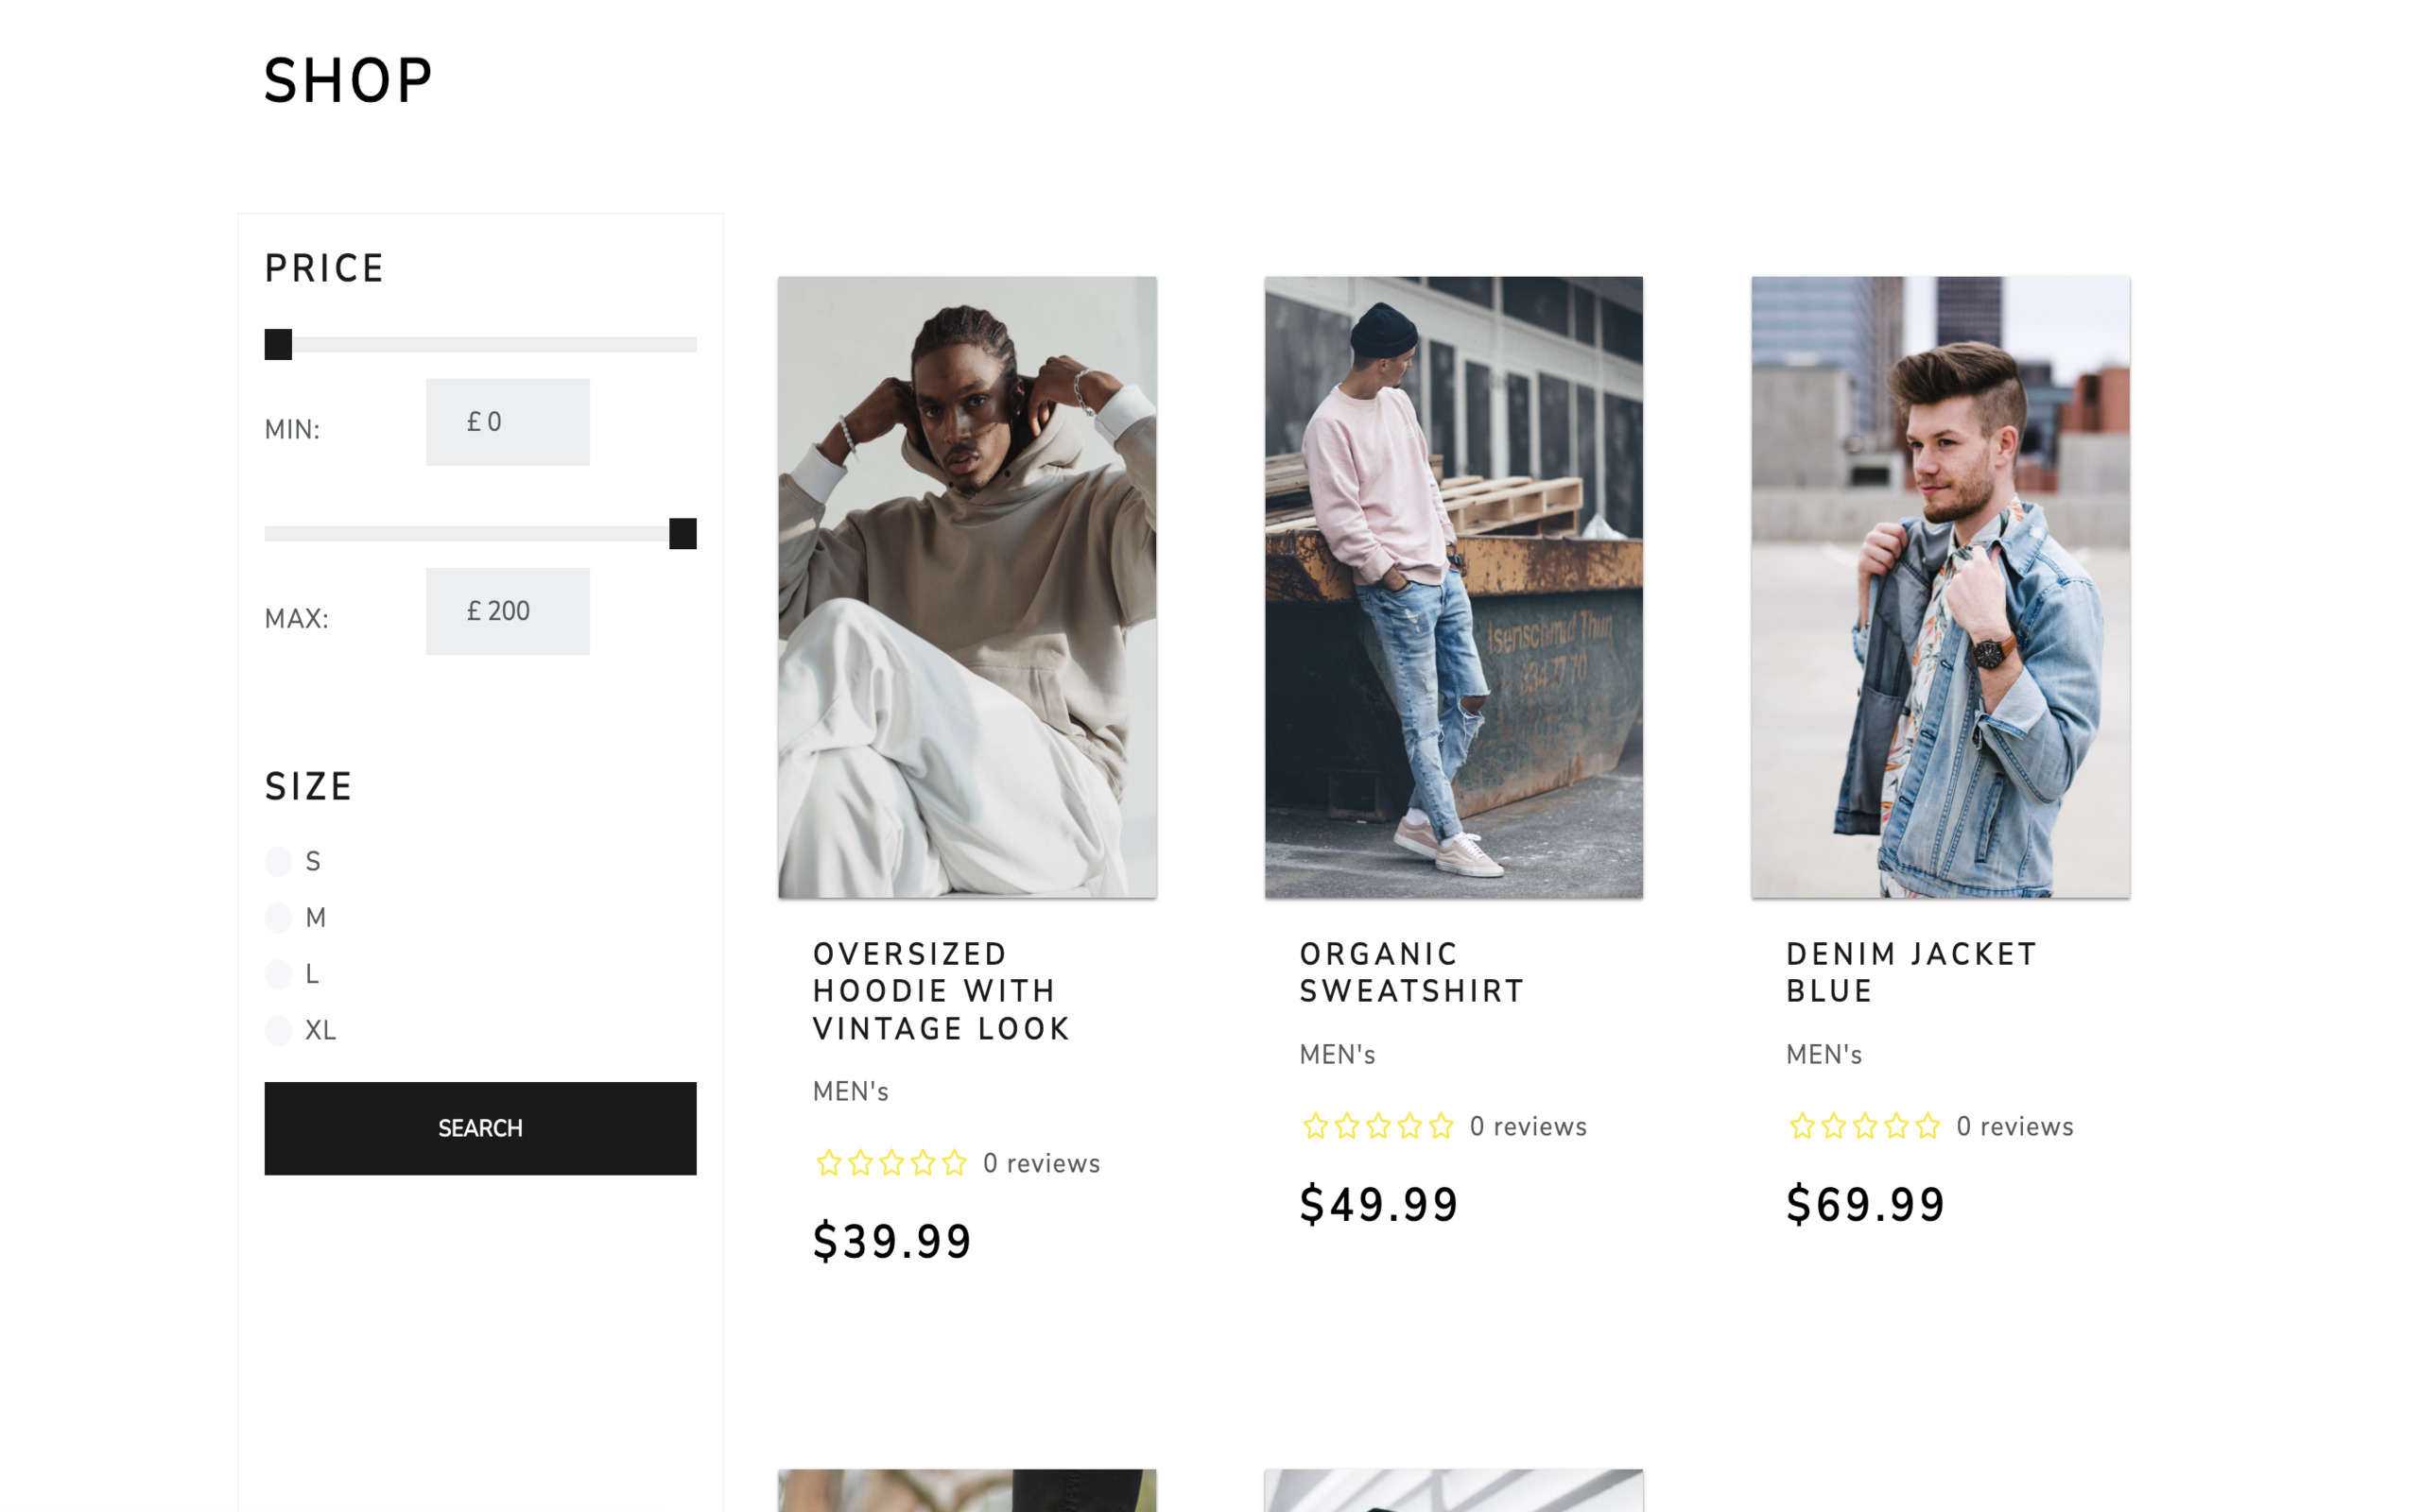 SHOP
PRICE
MIN:
£ 0
MAX:
£ 200
SIZE
S
M
L
XL
SEARCH
OVERSIZED
HOODIE WITH
VINTAGE LOOK
MEN's
0 reviews
$39.99
Isenschmid Thun
334 77 70
ORGANIC
SWEATSHIRT
MEN's
0 reviews
$49.99
DENIM JACKET
BLUE
MEN's
0 reviews
$69.99